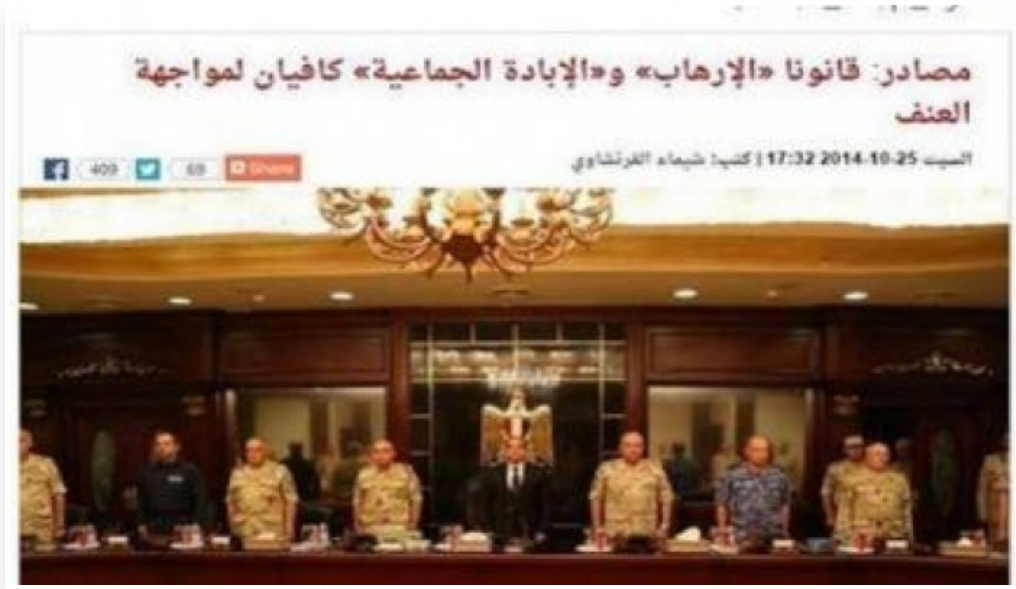 مصادر: قانونا «الإرهاب» و«الإبادة الجماعية» كافيان لمواجهة
العنف
السبت 25-10-2014 17:32 | كتب: شيماء القرنشاوي
409
69
Share